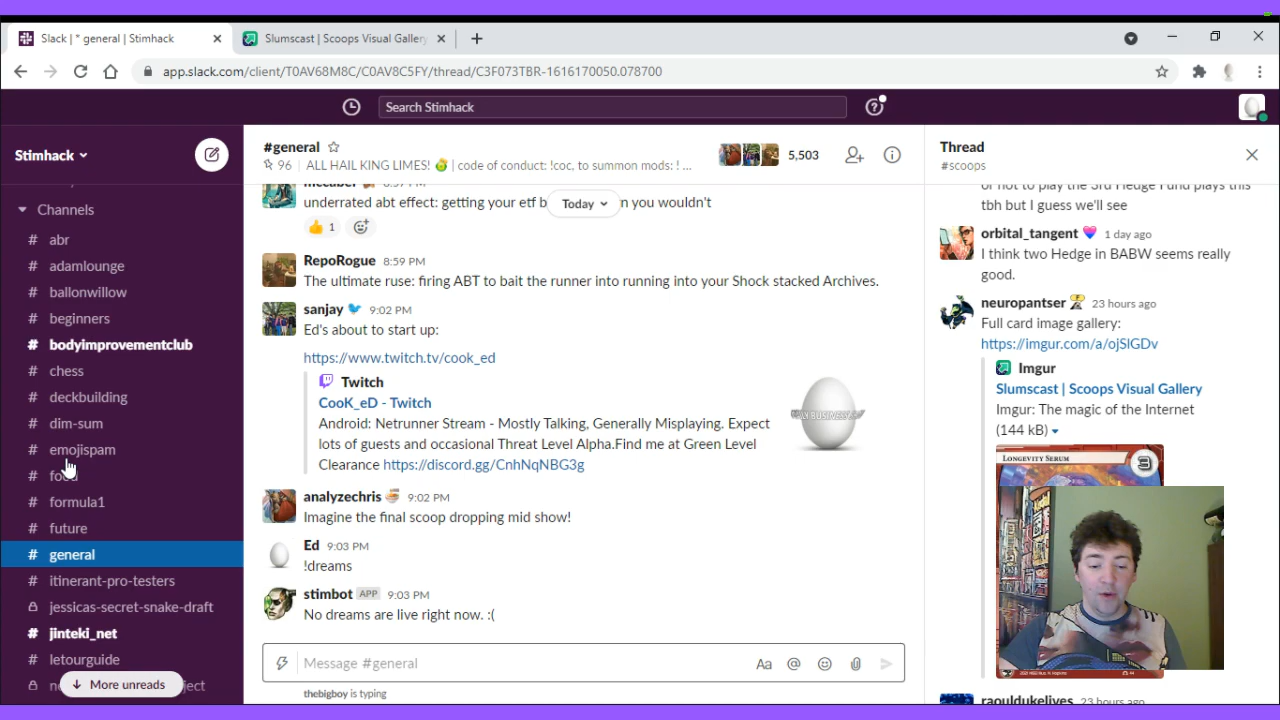 Slack | * general | Stimhack
Slumscast | Scoops Visual Gallery
app.slack.com/client/T0AV68M8C/C0AV8C5FY/thread/C3F073TBR-1616170050.078700
Search Stimhack
Stimhack
Channels
# abr
# adamlounge
# ballonwillow
# beginners
# bodyimprovementclub
# chess
# deckbuilding
# dim-sum
# emojispam
# food
# formula1
# future
# general
# itinerant-pro-testers
jessicas-secret-snake-draft
# jinteki_net
# letourguide
More unreads
#general
96 | ALL HAIL KING LIMES! | code of conduct: !coc, to summon mods: ! ...
5,503
8:59 PM
underrated abt effect: getting your etf b
n you wouldn't
Today
1
RepoRogue 8:59 PM
The ultimate ruse: firing ABT to bait the runner into running into your Shock stacked Archives.
sanjay 9:02 PM
Ed's about to start up:
https://www.twitch.tv/cook_ed
Twitch
CooK_eD - Twitch
Android: Netrunner Stream - Mostly Talking, Generally Misplaying. Expect
lots of guests and occasional Threat Level Alpha.Find me at Green Level
Clearance https://discord.gg/CnhNqNBG3g
analyzechris 9:02 PM
Imagine the final scoop dropping mid show!
Ed 9:03 PM
!dreams
stimbot APP 9:03 PM
No dreams are live right now. :(
Message #general
Aa
thebigboy is typing
Thread
#scoops
or not to play the 3rd Hedge Fund plays this
tbh but I guess we'll see
orbital_tangent 1 day ago
I think two Hedge in BABW seems really
good.
neuropantser 23 hours ago
Full card image gallery:
https://imgur.com/a/ojSlGDv
Imgur
Slumscast | Scoops Visual Gallery
Imgur: The magic of the Internet
(144 kB)
Longevity Serum
3
raouldukelives 23 hours ago